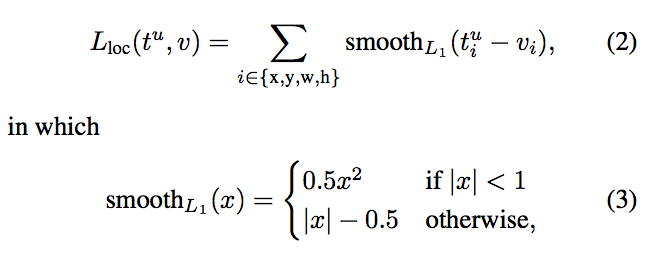 L_loc(t^u, v) = ∑_{i∈{x,y,w,h}} smooth_{L_1}(t_i^u − v_i), (2)
in which
smooth_{L_1}(x) = { 0.5x^2 if |x| < 1
|x| − 0.5 otherwise, (3)